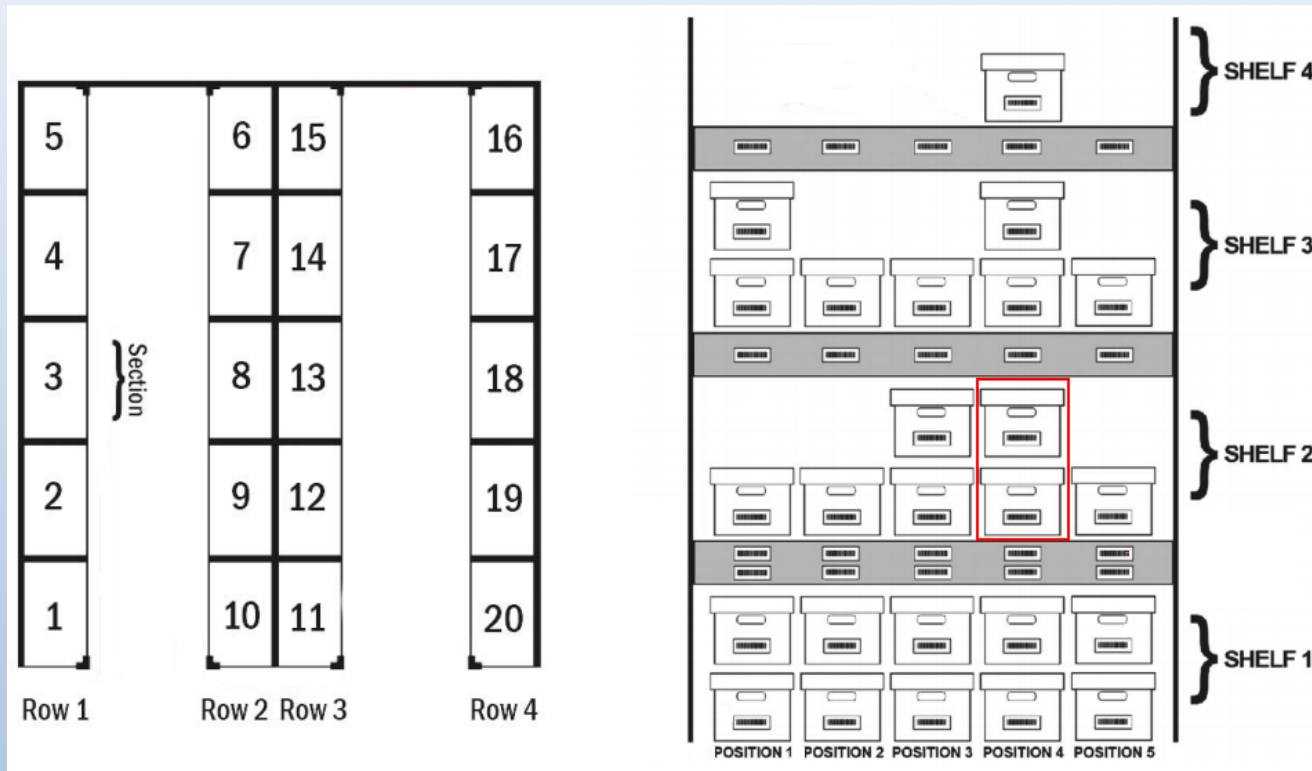 5
6
15
16
4
7
14
17
3
Section
8
13
18
2
9
12
19
1
10
11
20
Row 1
Row 2
Row 3
Row 4
SHELF 4
SHELF 3
SHELF 2
SHELF 1
POSITION 1
POSITION 2
POSITION 3
POSITION 4
POSITION 5